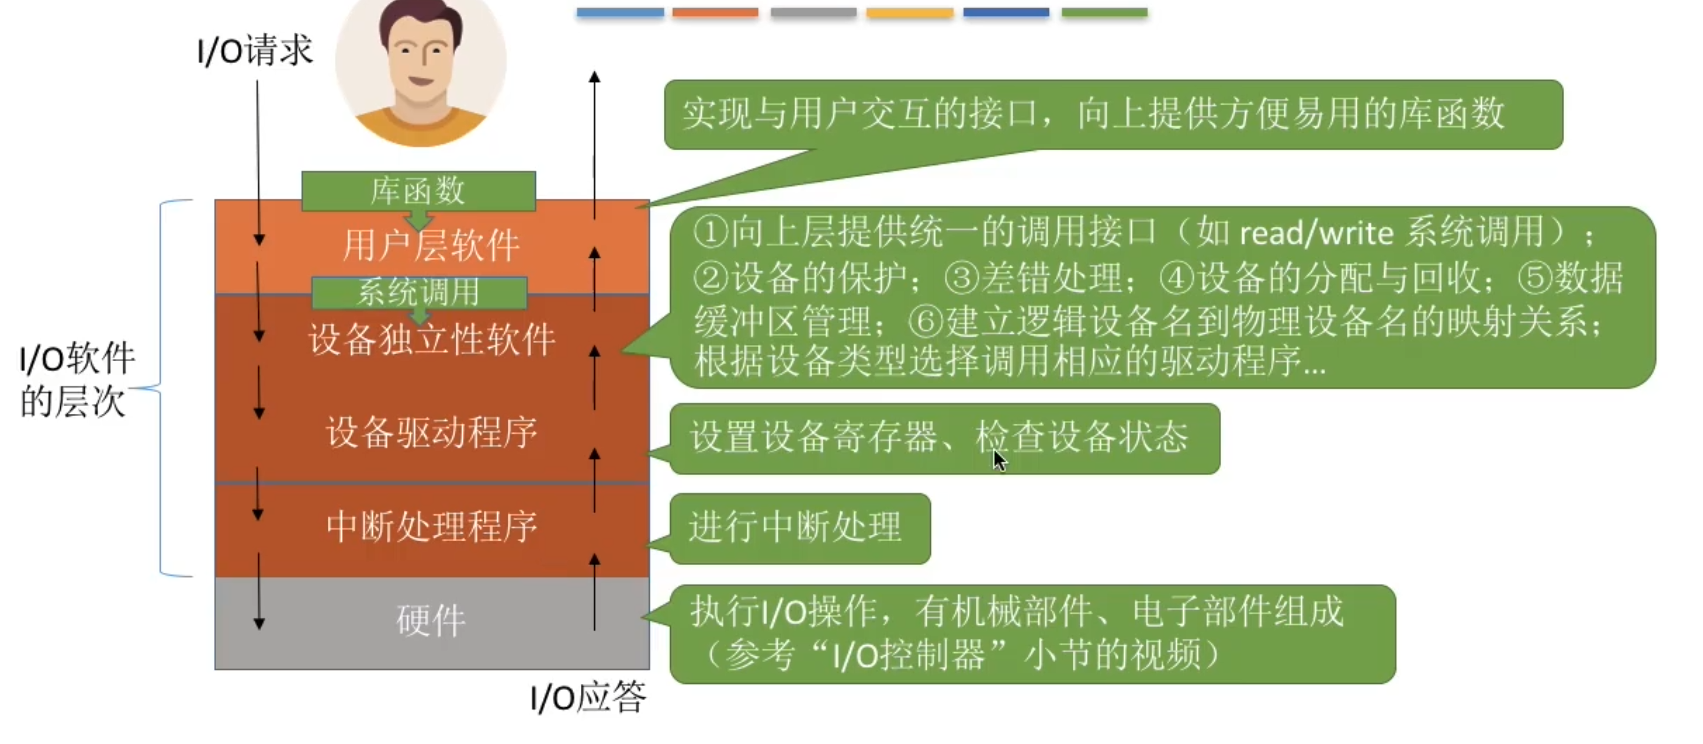 I/O请求
实现与用户交互的接口，向上提供方便易用的库函数
库函数
用户层软件
①向上层提供统一的调用接口（如 read/write 系统调用）；
②设备的保护；③差错处理；④设备的分配与回收；⑤数据
缓冲区管理；⑥建立逻辑设备名到物理设备名的映射关系；
根据设备类型选择调用相应的驱动程序…
系统调用
设备独立性软件
I/O软件
的层次
设备驱动程序
设置设备寄存器、检查设备状态
中断处理程序
进行中断处理
硬件
执行I/O操作，有机械部件、电子部件组成
（参考“I/O控制器”小节的视频）
I/O应答